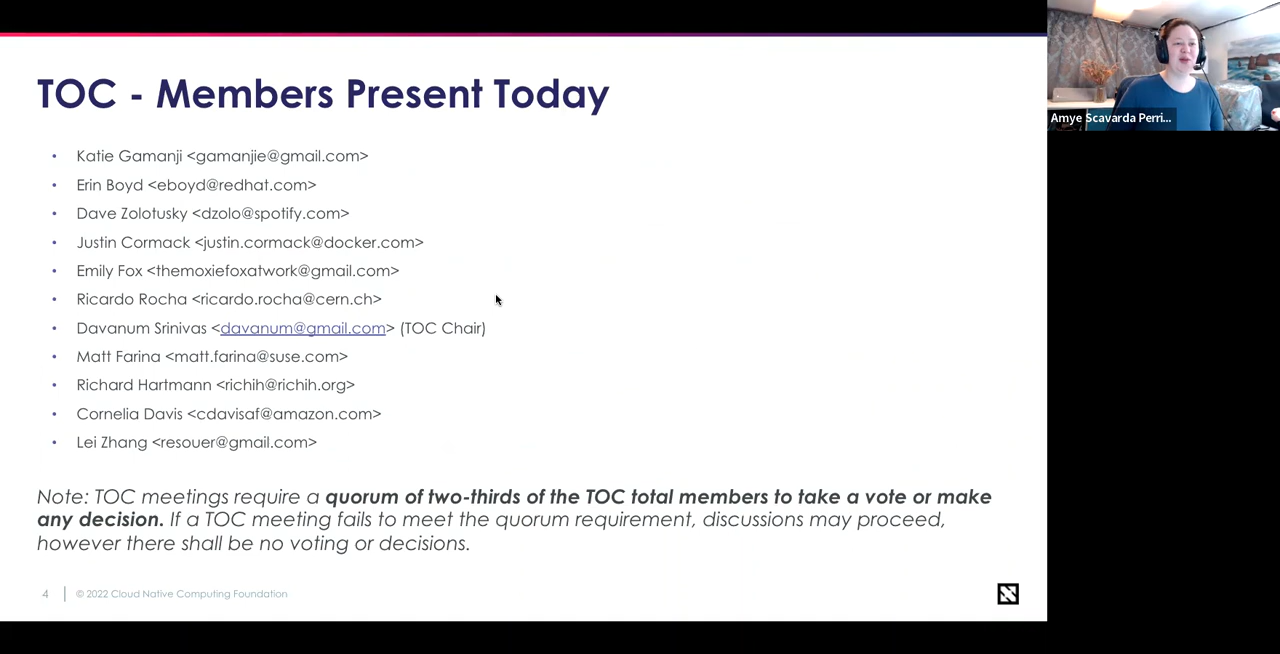 TOC - Members Present Today
Amye Scavarda Perri...
• Katie Gamanji <gamanjie@gmail.com>
• Erin Boyd <eboyd@redhat.com>
• Dave Zolotusky <dzolo@spotify.com>
• Justin Cormack <justin.cormack@docker.com>
• Emily Fox <themoxiefoxatwork@gmail.com>
• Ricardo Rocha <ricardo.rocha@cern.ch>
• Davanum Srinivas <davanum@gmail.com> (TOC Chair)
• Matt Farina <matt.farina@suse.com>
• Richard Hartmann <richih@richih.org>
• Cornelia Davis <cdavisaf@amazon.com>
• Lei Zhang <resouer@gmail.com>
Note: TOC meetings require a quorum of two-thirds of the TOC total members to take a vote or make
any decision. If a TOC meeting fails to meet the quorum requirement, discussions may proceed,
however there shall be no voting or decisions.
4 | © 2022 Cloud Native Computing Foundation